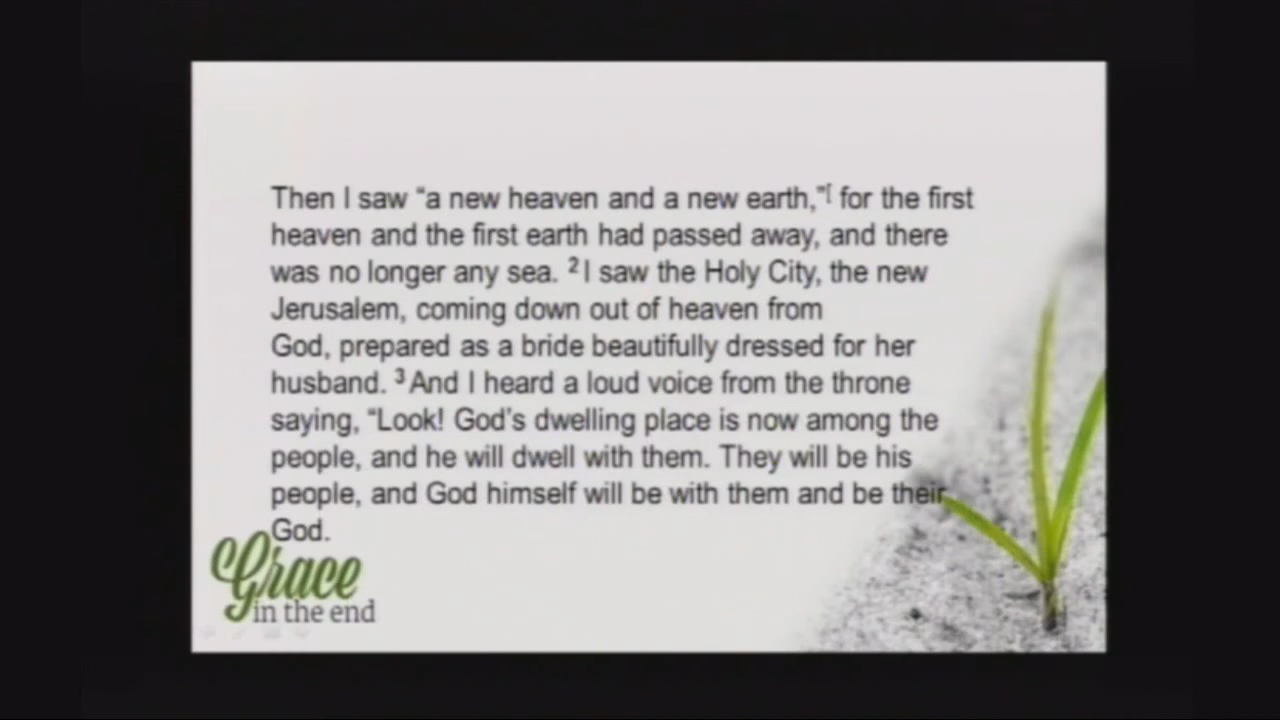 Then I saw “a new heaven and a new earth,”[ for the first
heaven and the first earth had passed away, and there
was no longer any sea. 2 I saw the Holy City, the new
Jerusalem, coming down out of heaven from
God, prepared as a bride beautifully dressed for her
husband. 3 And I heard a loud voice from the throne
saying, “Look! God’s dwelling place is now among the
people, and he will dwell with them. They will be his
people, and God himself will be with them and be their
God.
Grace
in the end